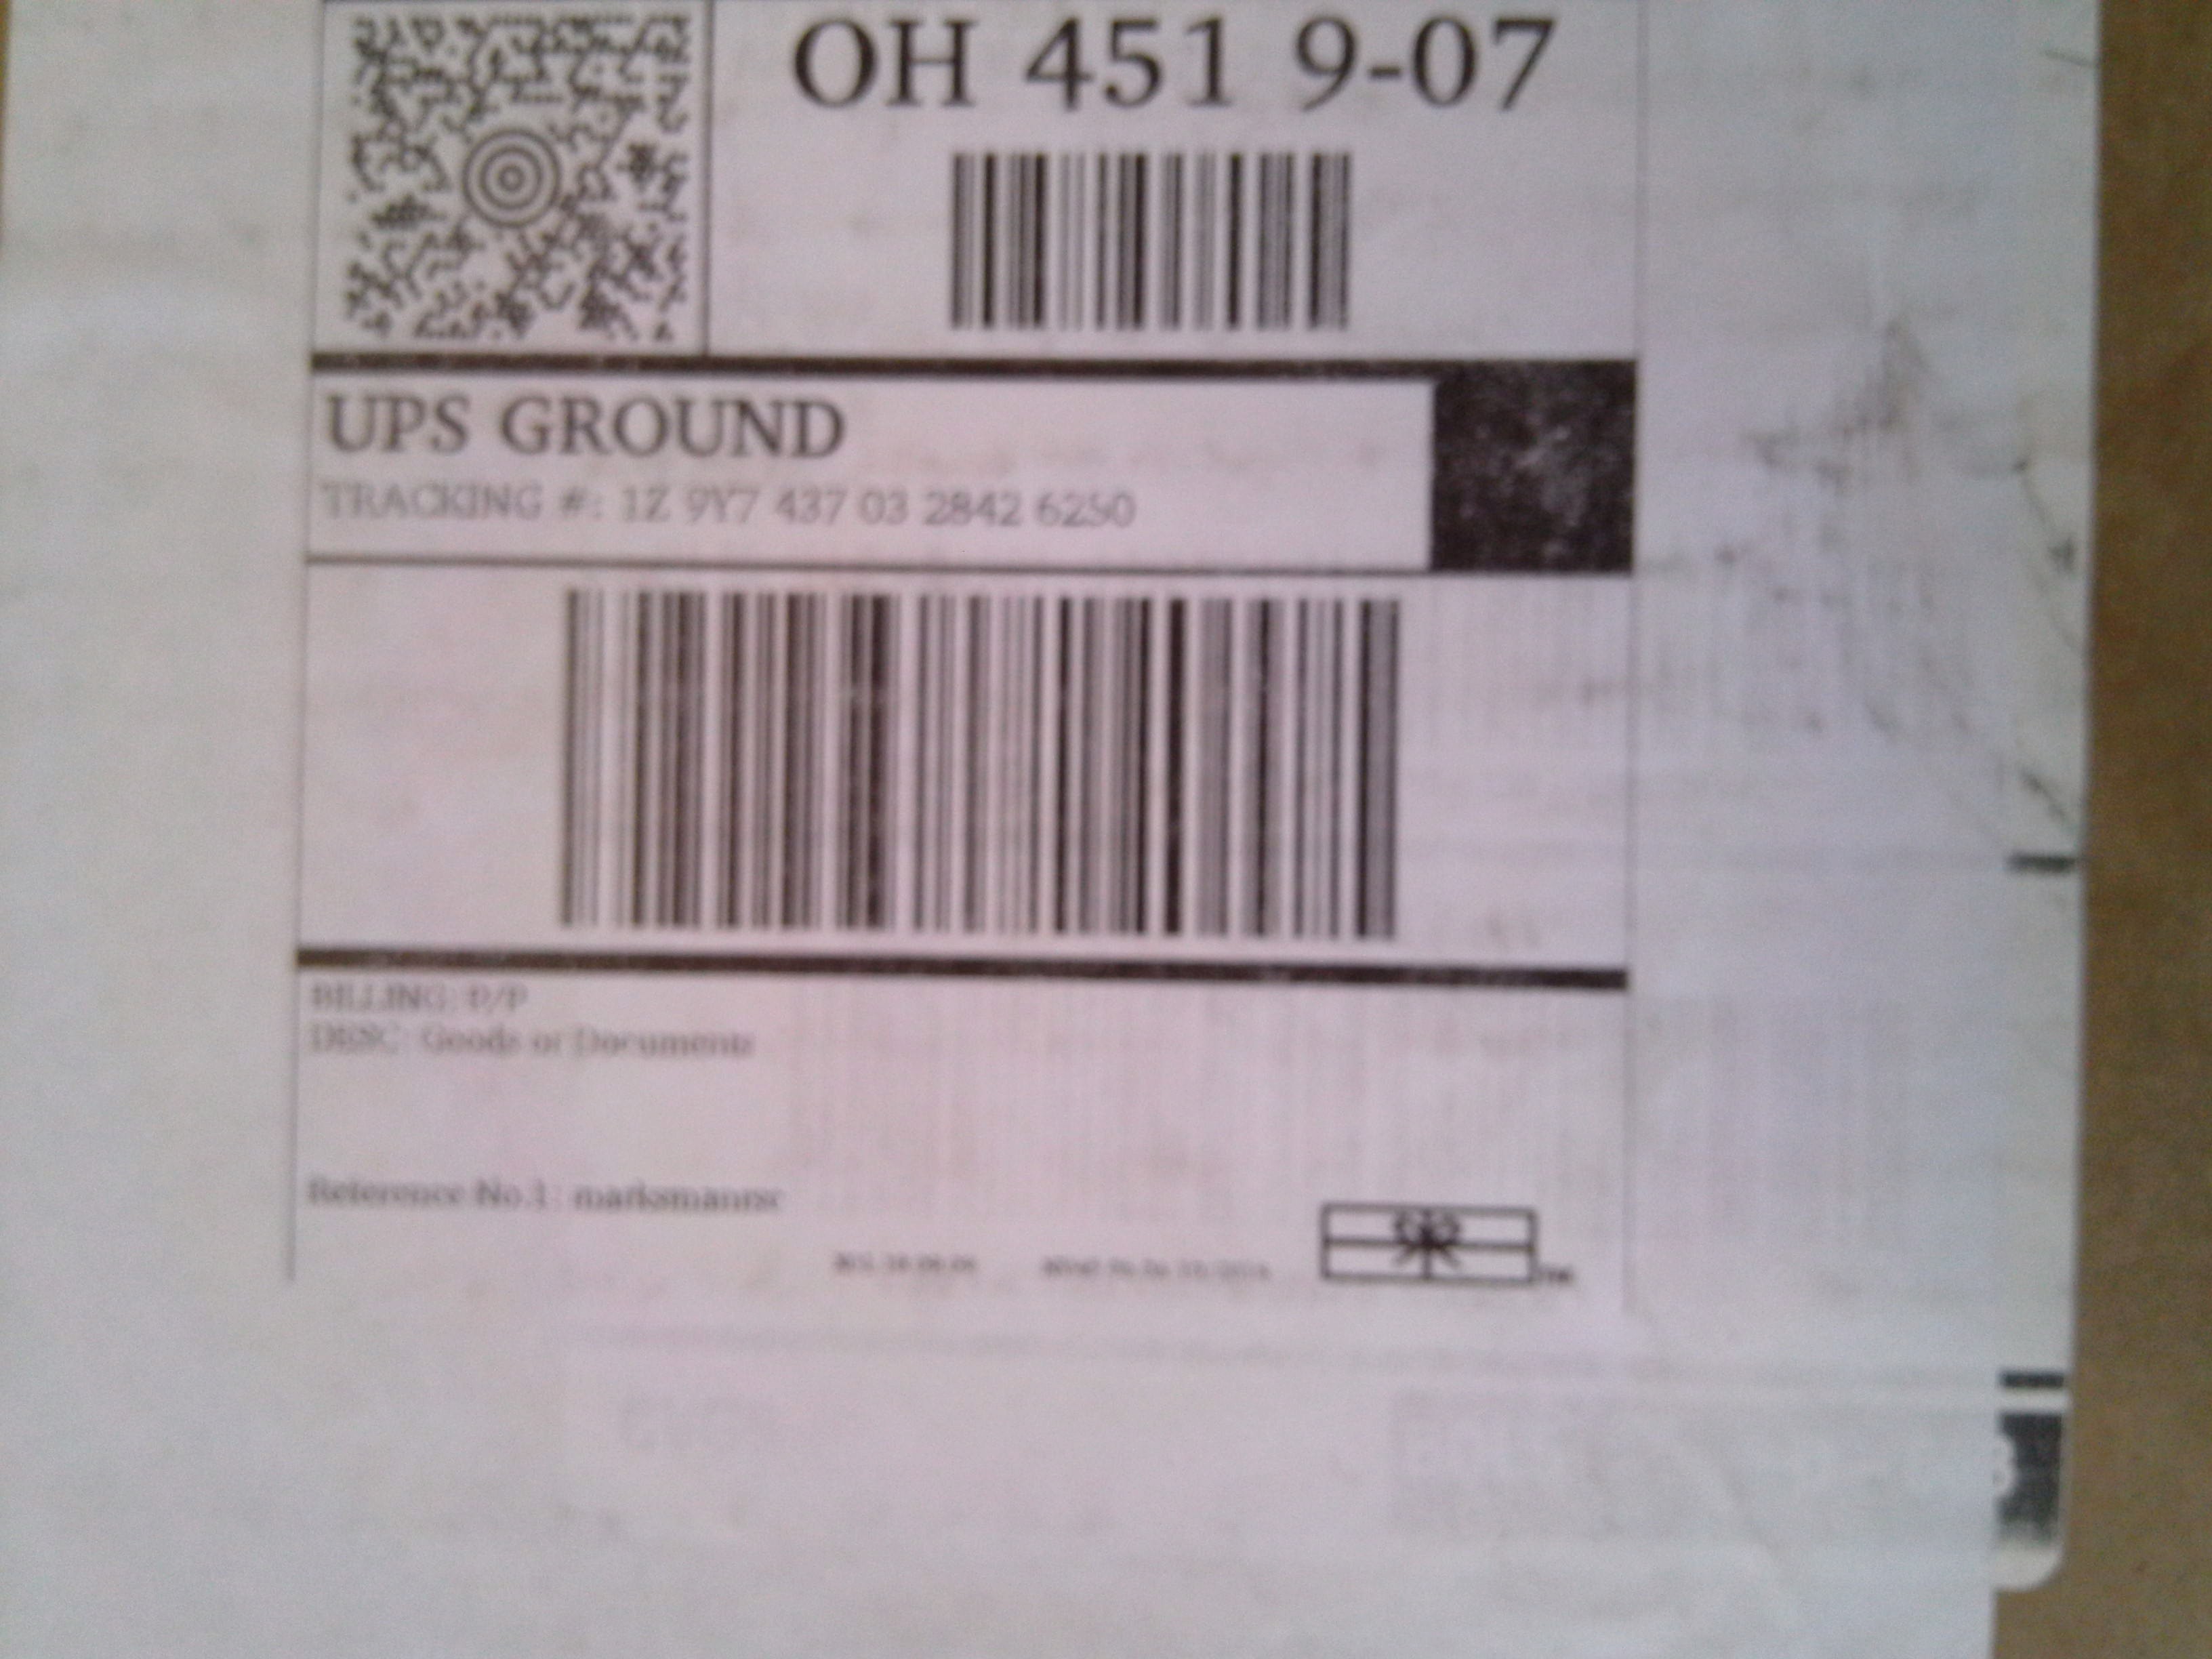 OH 451 9-07
UPS GROUND
TRACKING #: 1Z 9Y7 437 03 2842 6250
BILLING: P/P
DESC: Goods or Documents
Reference No.1:
TM